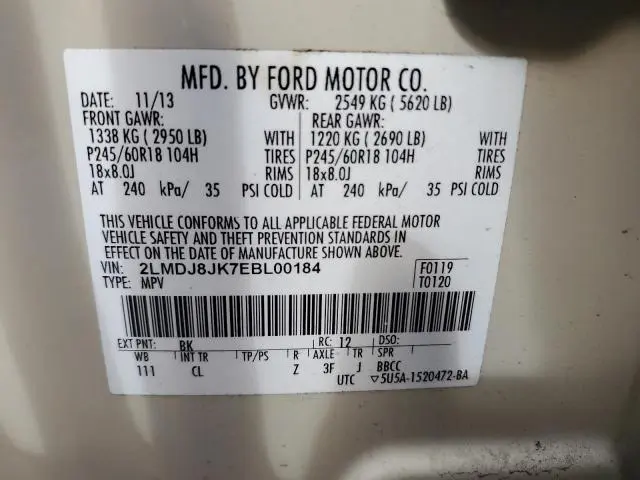 MFD. BY FORD MOTOR CO.
DATE: 11/13 GVWR: 2549 KG ( 5620 LB)
FRONT GAWR: REAR GAWR:
1338 KG ( 2950 LB) WITH 1220 KG ( 2690 LB) WITH
P245/60R18 104H TIRES P245/60R18 104H TIRES
18x8.0J RIMS 18x8.0J RIMS
AT 240 kPa/ 35 PSI COLD AT 240 kPa/ 35 PSI COLD
THIS VEHICLE CONFORMS TO ALL APPLICABLE FEDERAL MOTOR
VEHICLE SAFETY AND THEFT PREVENTION STANDARDS IN
EFFECT ON THE DATE OF MANUFACTURE SHOWN ABOVE.
VIN: 2LMDJ8JK7EBL00184 F0119
TYPE: MPV T0120
EXT PNT: BK RC: 12 DSO:
WB INT TR TP/PS R AXLE TR SPR
111 CL Z 3F J BBCC
UTC ▽5U5A-1520472-BA